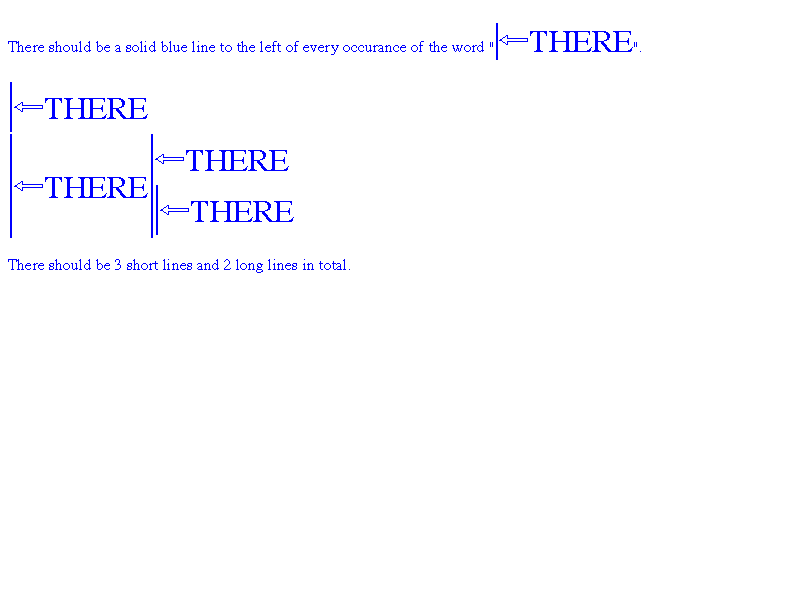 There should be a solid blue line to the left of every occurance of the word "⇦THERE".
⇦THERE
⇦THERE
⇦THERE
⇦THERE
There should be 3 short lines and 2 long lines in total.